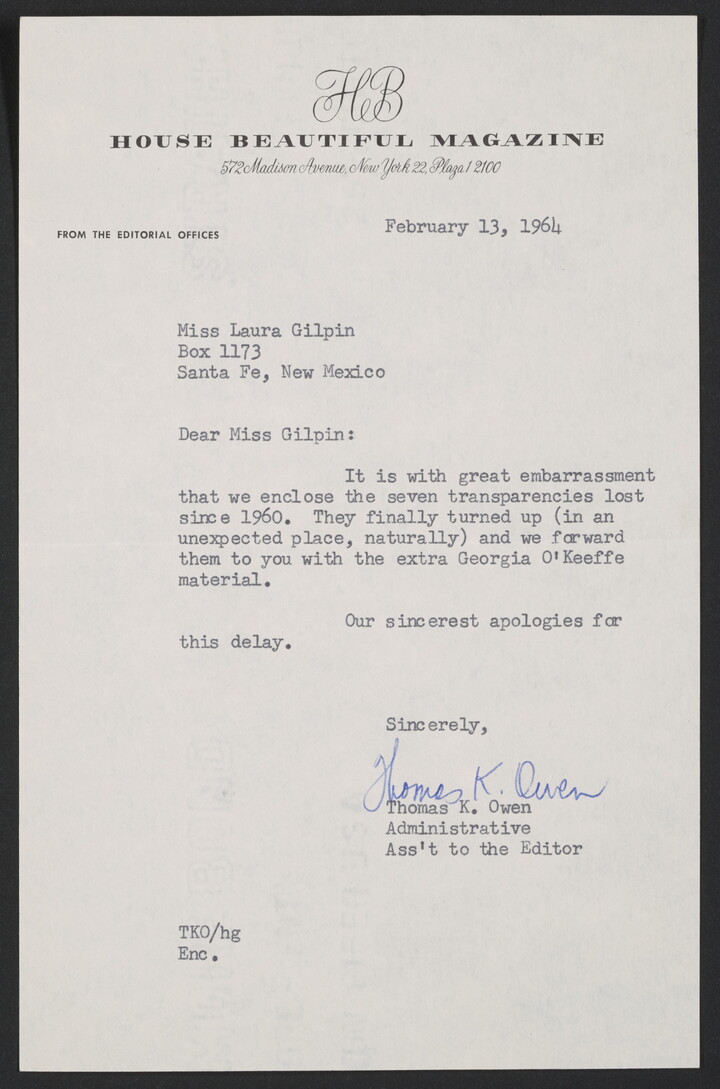 HB
HOUSE BEAUTIFUL MAGAZINE
572 Madison Avenue, New York 22, Plaza 1 2100
FROM THE EDITORIAL OFFICES
February 13, 1964
Miss Laura Gilpin
Box 1173
Santa Fe, New Mexico
Dear Miss Gilpin:
It is with great embarrassment
that we enclose the seven transparencies lost
since 1960. They finally turned up (in an
unexpected place, naturally) and we forward
them to you with the extra Georgia O'Keeffe
material.
Our sincerest apologies for
this delay.
Sincerely,
Thomas K. Owen
Thomas K. Owen
Administrative
Ass't to the Editor
TKO/hg
Enc.